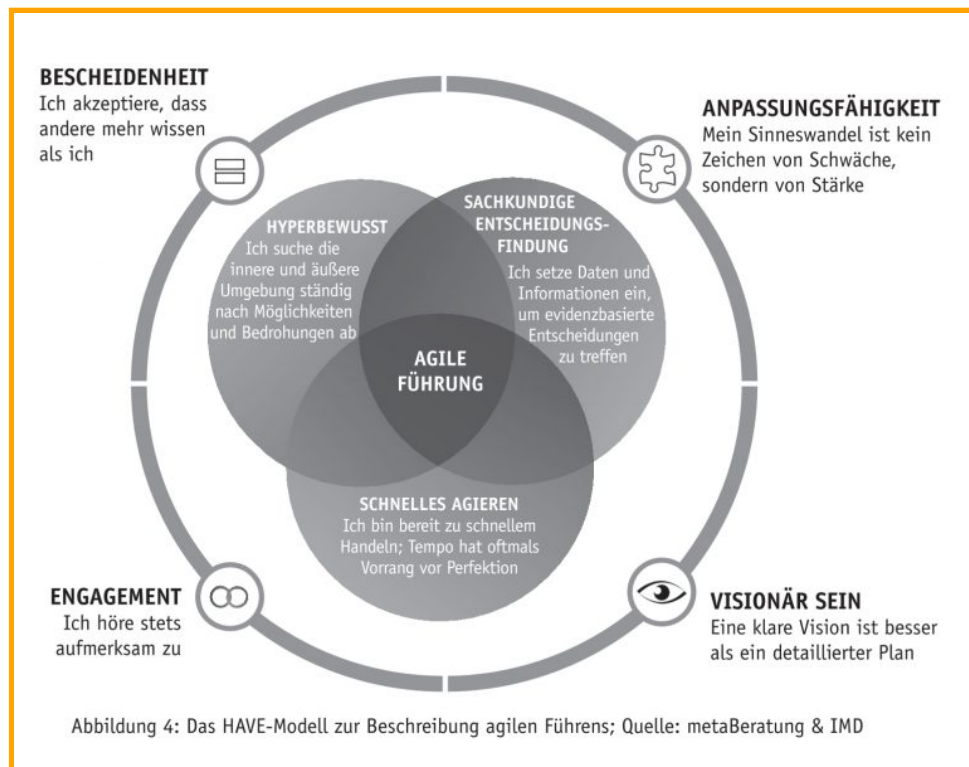 BESCHEIDENHEIT
Ich akzeptiere, dass
andere mehr wissen
als ich
ANPASSUNGSFÄHIGKEIT
Mein Sinneswandel ist kein
Zeichen von Schwäche,
sondern von Stärke
HYPERBEWUSST
Ich suche die
innere und äußere
Umgebung ständig
nach Möglichkeiten
und Bedrohungen ab
SACHKUNDIGE
ENTSCHEIDUNGS-
FINDUNG
Ich setze Daten und
Informationen ein,
um evidenzbasierte
Entscheidungen
zu treffen
AGILE
FÜHRUNG
SCHNELLES AGIEREN
Ich bin bereit zu schnellem
Handeln; Tempo hat oftmals
Vorrang vor Perfektion
ENGAGEMENT
Ich höre stets
aufmerksam zu
VISIONÄR SEIN
Eine klare Vision ist besser
als ein detaillierter Plan
Abbildung 4: Das HAVE-Modell zur Beschreibung agilen Führens; Quelle: metaBeratung & IMD